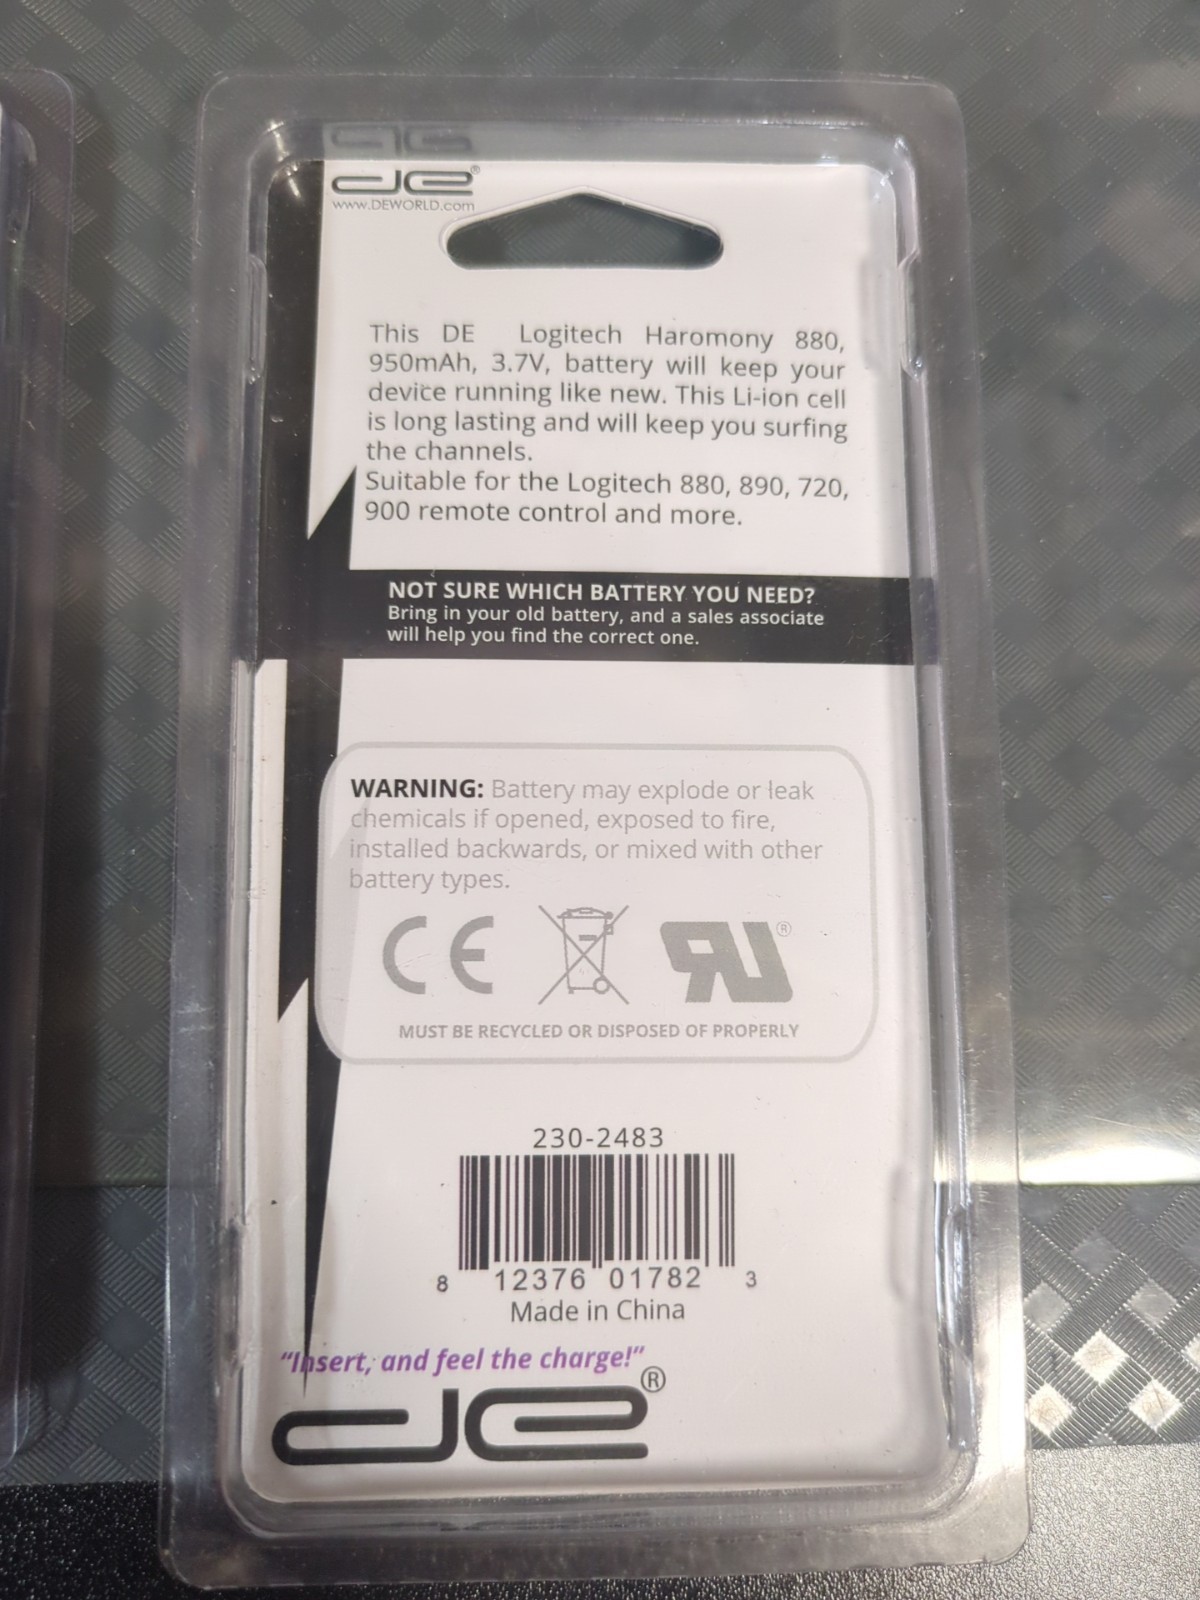 de®
www.DEWORLD.com
This DE Logitech Haromony 880,
950mAh, 3.7V, battery will keep your
device running like new. This Li-ion cell
is long lasting and will keep you surfing
the channels.
Suitable for the Logitech 880, 890, 720,
900 remote control and more.
NOT SURE WHICH BATTERY YOU NEED?
Bring in your old battery, and a sales associate
will help you find the correct one.
WARNING: Battery may explode or leak
chemicals if opened, exposed to fire,
installed backwards, or mixed with other
battery types.
CE RU®
MUST BE RECYCLED OR DISPOSED OF PROPERLY
230-2483
8 12376 01782 3
Made in China
“Insert, and feel the charge!”
de®